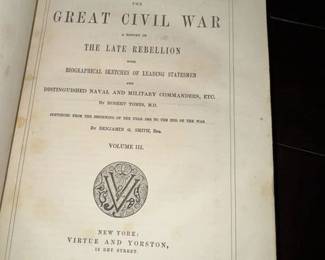 THE
GREAT CIVIL WAR
A HISTORY OF
THE LATE REBELLION
WITH
BIOGRAPHICAL SKETCHES OF LEADING STATESMEN
AND
DISTINGUISHED NAVAL AND MILITARY COMMANDERS, ETC.
BY ROBERT TOMES, M.D.
CONTINUED FROM THE BEGINNING OF THE YEAR 1864 TO THE END OF THE WAR
BY BENJAMIN G. SMITH, ESQ.
VOLUME III.
NEW YORK:
VIRTUE AND YORSTON,
12 DEY STREET